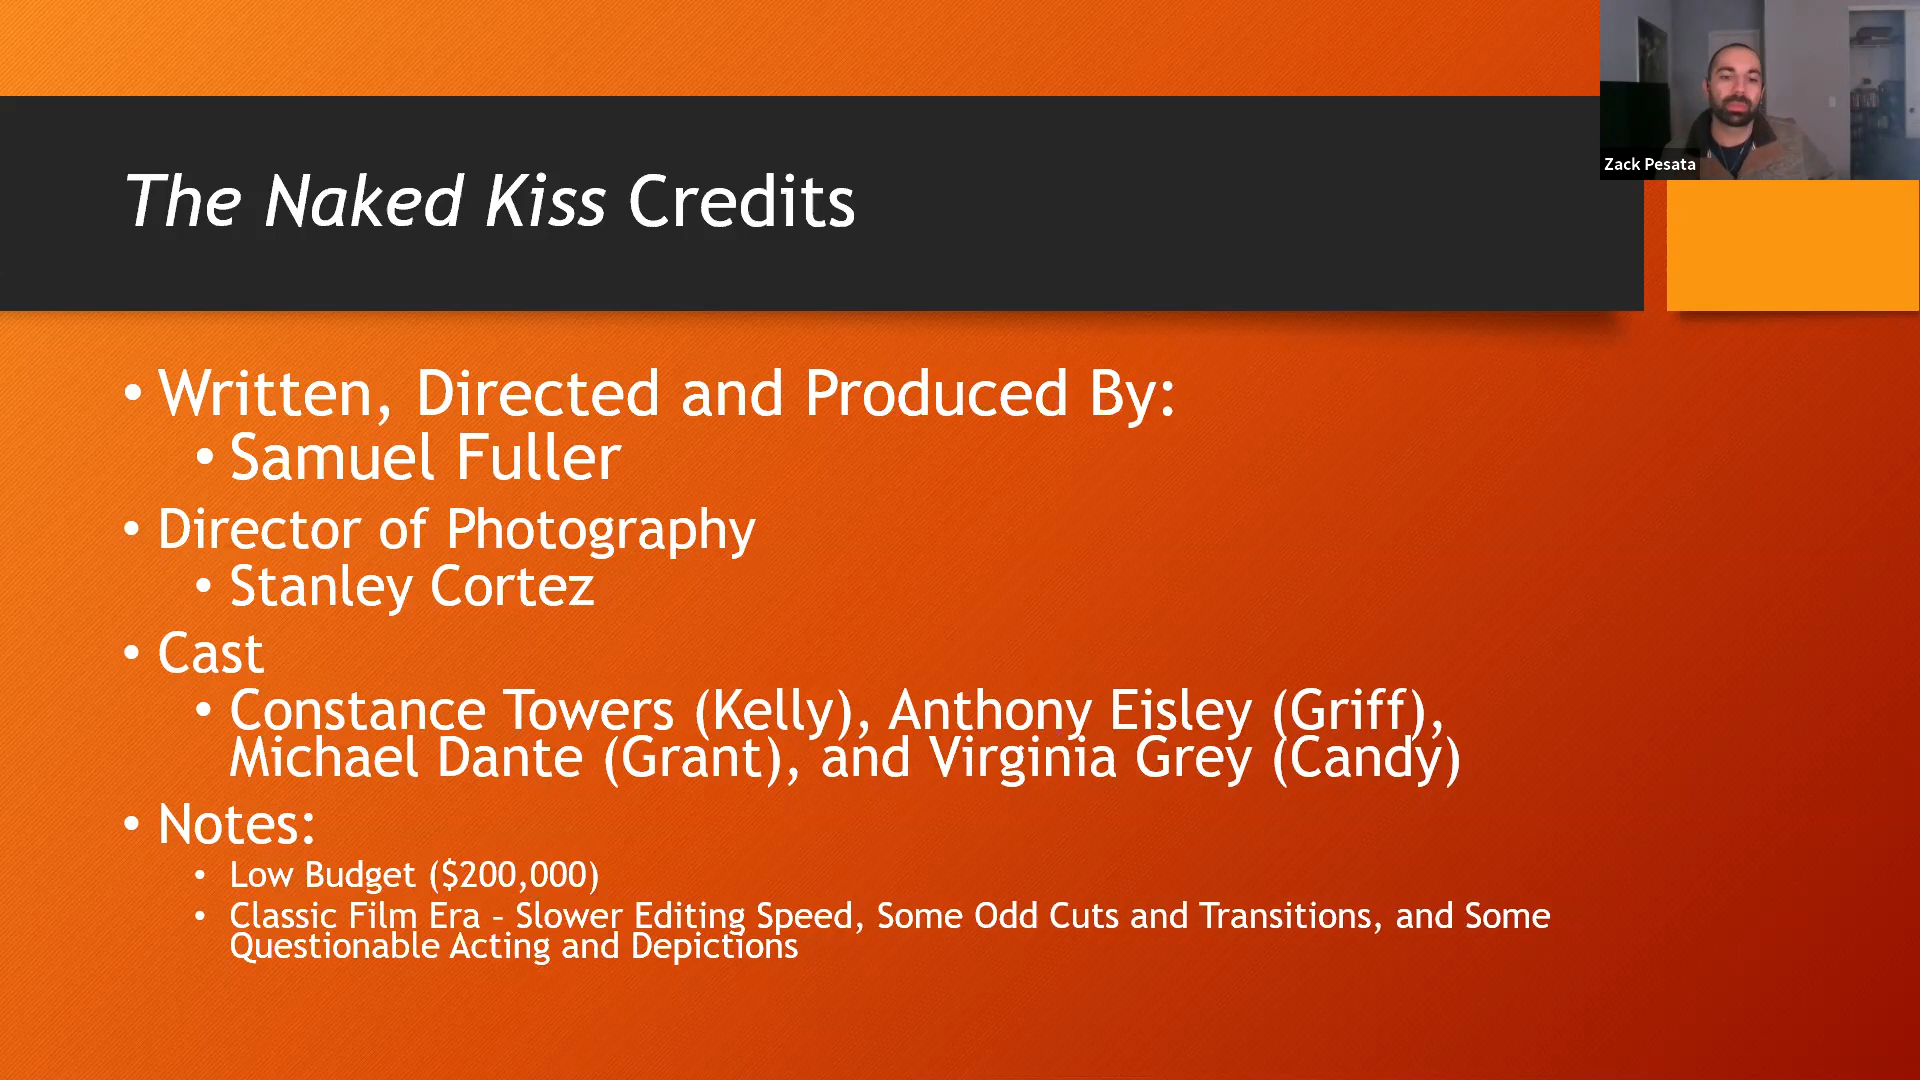 Zack Pesata
The Naked Kiss Credits
• Written, Directed and Produced By:
• Samuel Fuller
• Director of Photography
• Stanley Cortez
• Cast
• Constance Towers (Kelly), Anthony Eisley (Griff),
Michael Dante (Grant), and Virginia Grey (Candy)
• Notes:
• Low Budget ($200,000)
• Classic Film Era – Slower Editing Speed, Some Odd Cuts and Transitions, and Some
Questionable Acting and Depictions